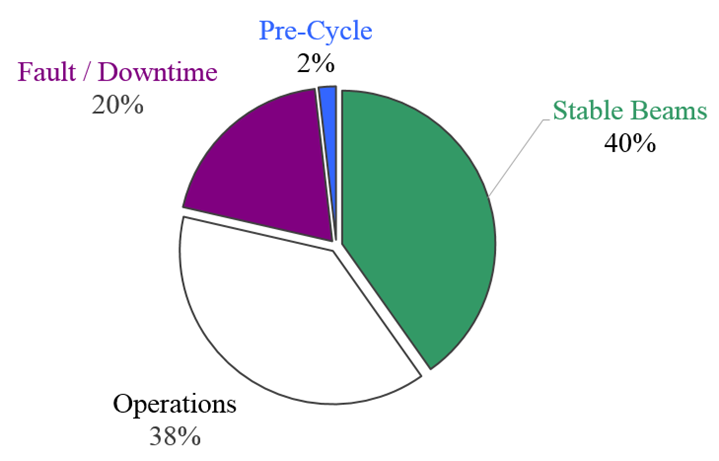 Pre-Cycle
2%
Fault / Downtime
20%
Stable Beams
40%
Operations
38%